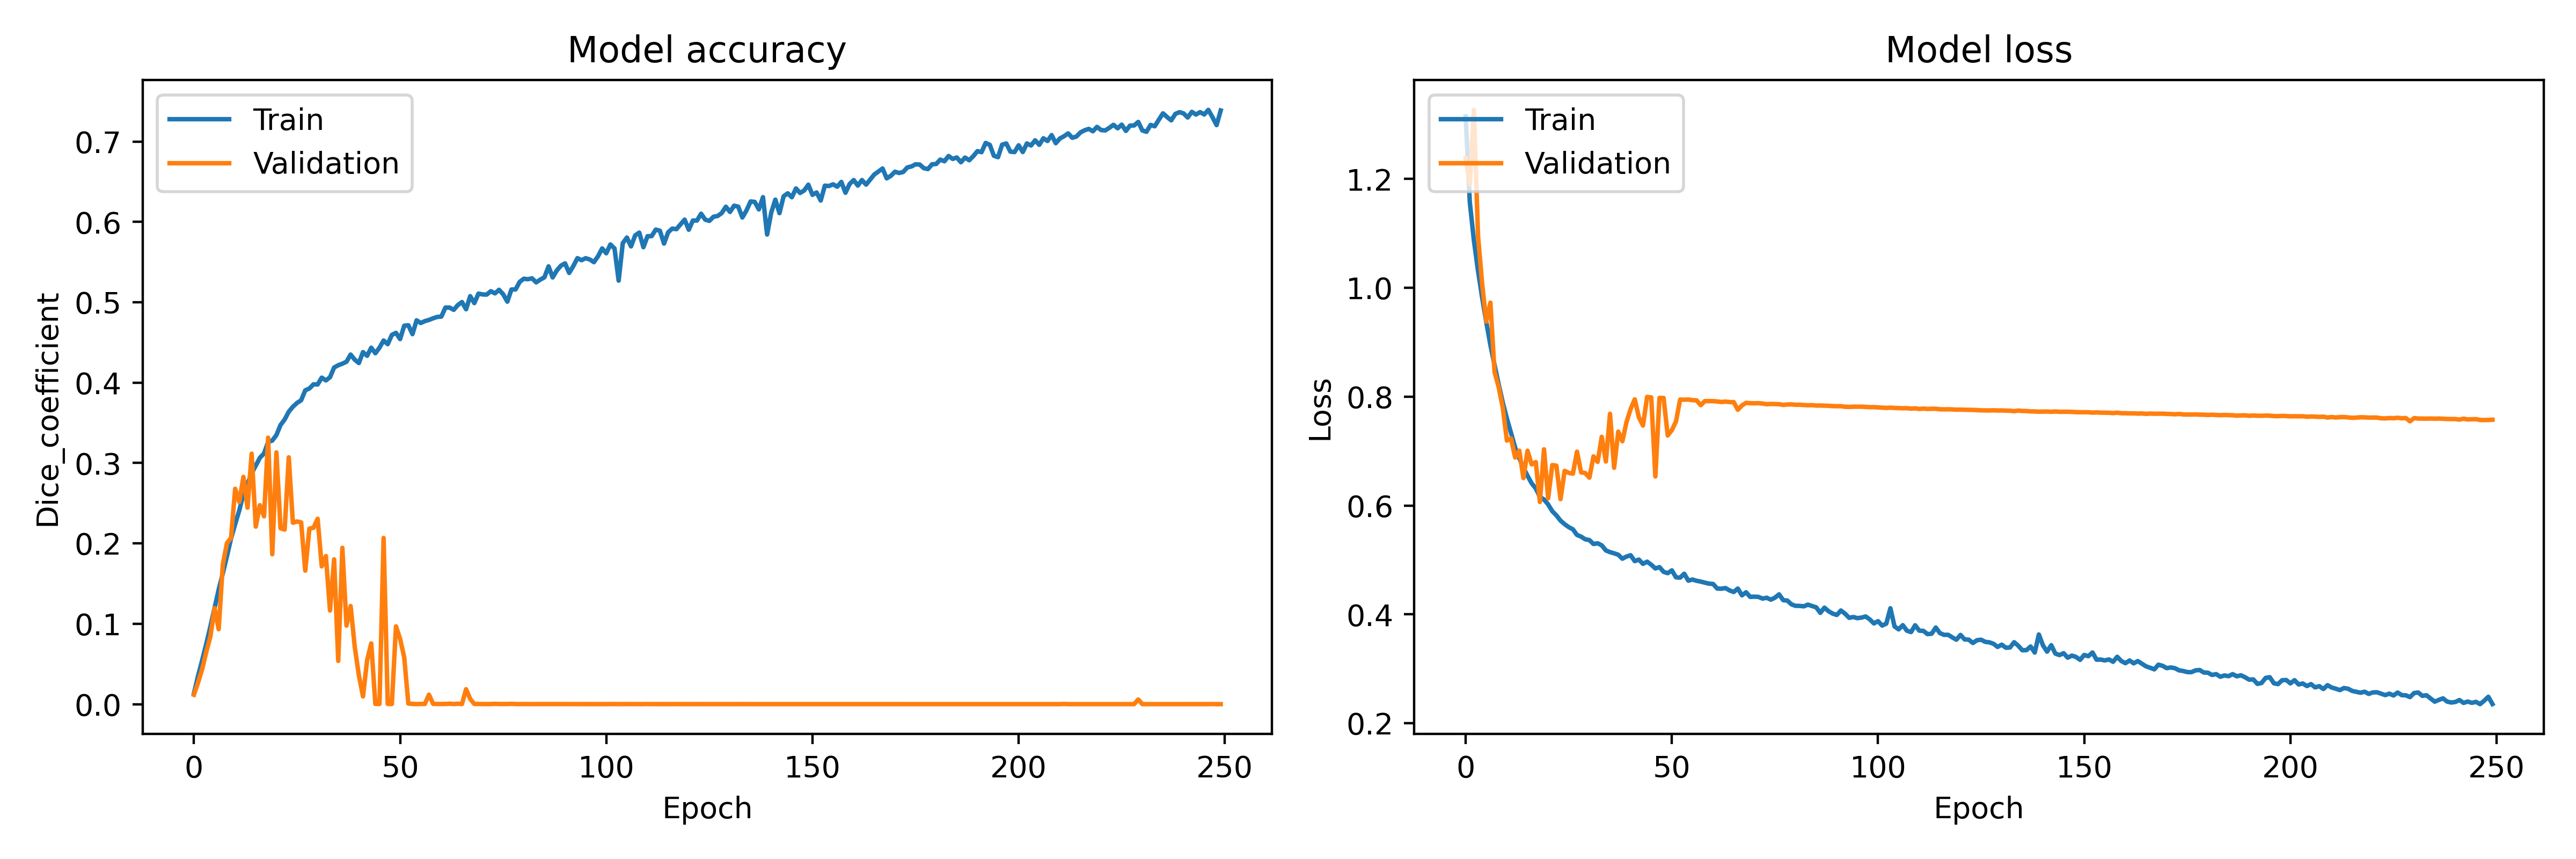 Model accuracy
Train
Validation
0.7
0.6
0.5
0.4
0.3
0.2
0.1
0.0
Dice_coefficient
0 50 100 150 200 250
Epoch
Model loss
Train
Validation
1.2
1.0
0.8
0.6
0.4
0.2
Loss
0 50 100 150 200 250
Epoch